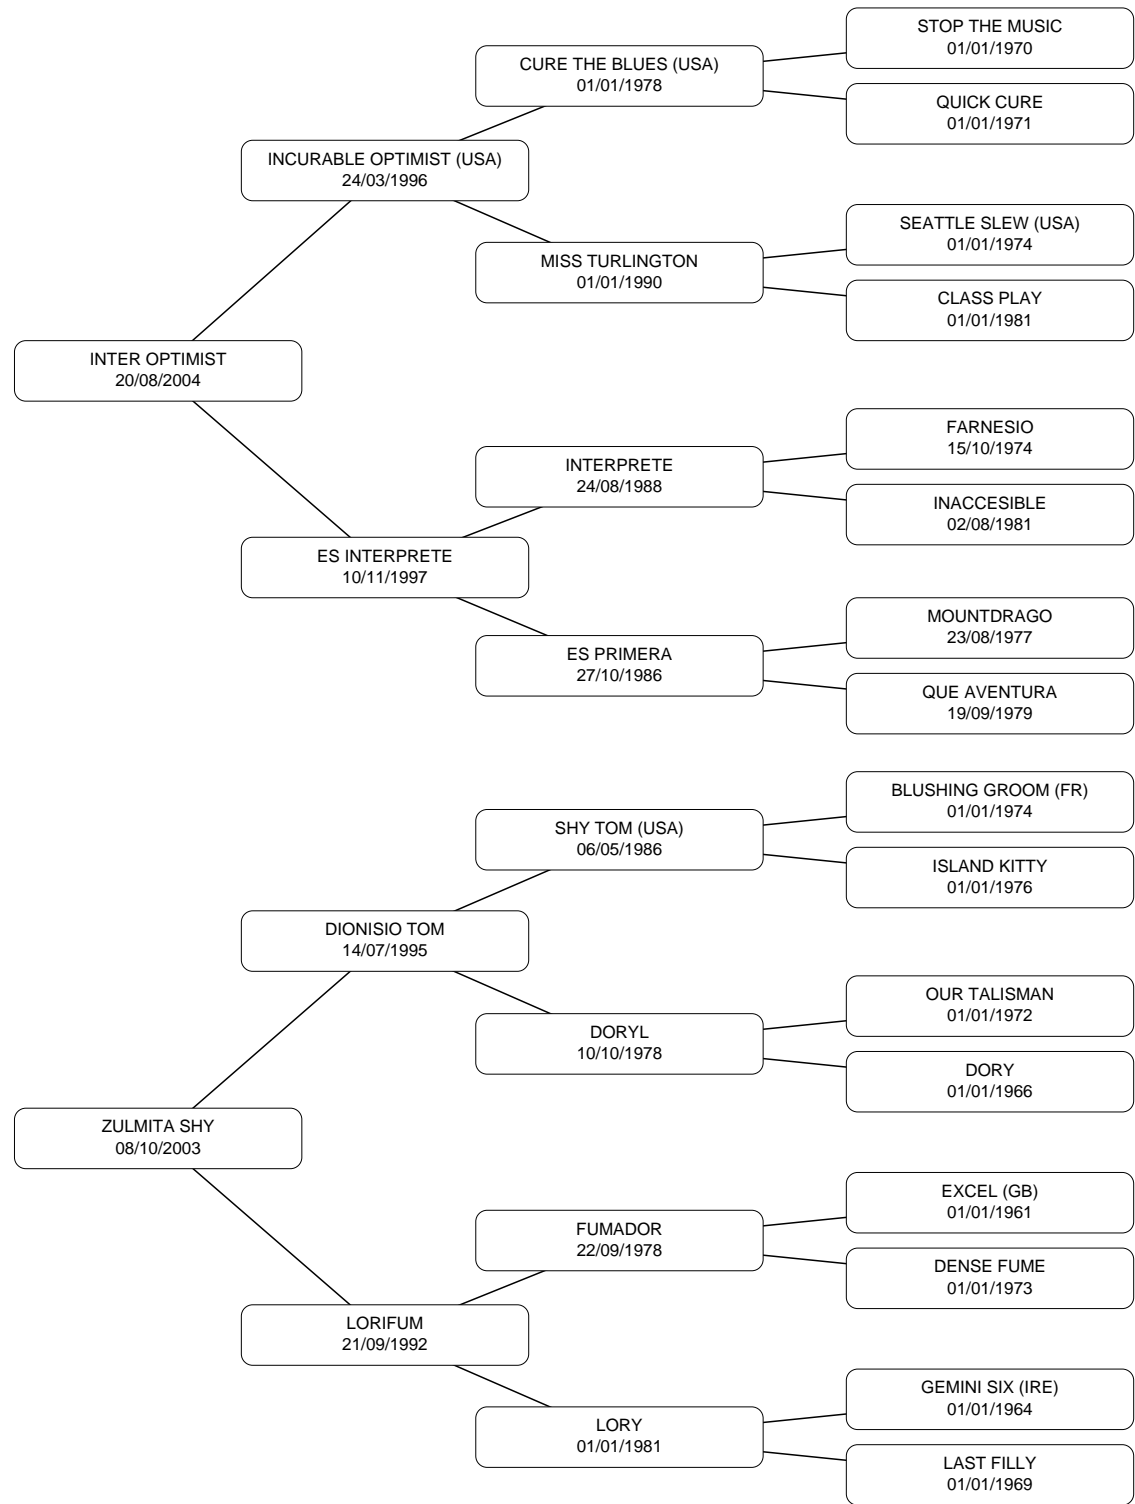 STOP THE MUSIC
01/01/1970
CURE THE BLUES (USA)
01/01/1978
QUICK CURE
01/01/1971
INCURABLE OPTIMIST (USA)
24/03/1996
SEATTLE SLEW (USA)
01/01/1974
MISS TURLINGTON
01/01/1990
CLASS PLAY
01/01/1981
INTER OPTIMIST
20/08/2004
FARNESIO
15/10/1974
INTERPRETE
24/08/1988
INACCESIBLE
02/08/1981
ES INTERPRETE
10/11/1997
MOUNTDRAGO
23/08/1977
ES PRIMERA
27/10/1986
QUE AVENTURA
19/09/1979
BLUSHING GROOM (FR)
01/01/1974
SHY TOM (USA)
06/05/1986
ISLAND KITTY
01/01/1976
DIONISIO TOM
14/07/1995
OUR TALISMAN
01/01/1972
DORYL
10/10/1978
DORY
01/01/1966
ZULMITA SHY
08/10/2003
EXCEL (GB)
01/01/1961
FUMADOR
22/09/1978
DENSE FUME
01/01/1973
LORIFUM
21/09/1992
GEMINI SIX (IRE)
01/01/1964
LORY
01/01/1981
LAST FILLY
01/01/1969